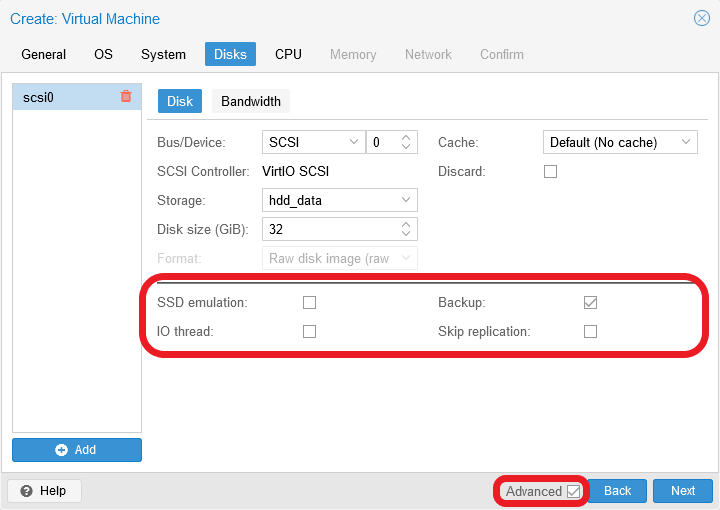 Create: Virtual Machine
General OS System Disks CPU Memory Network Confirm
scsi0
Disk Bandwidth
Bus/Device: SCSI 0 Cache: Default (No cache)
SCSI Controller: VirtIO SCSI Discard:
Storage: hdd_data
Disk size (GiB): 32
Format: Raw disk image (raw
SSD emulation: Backup:
IO thread: Skip replication:
Add
Help Advanced Back Next